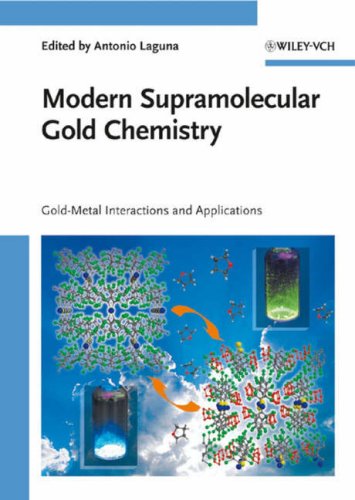 Edited by Antonio Laguna
WILEY-VCH
Modern Supramolecular
Gold Chemistry
Gold-Metal Interactions and Applications